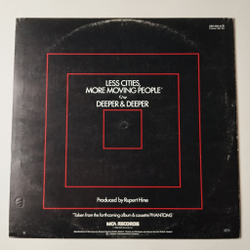 LESS CITIES,
MORE MOVING PEOPLE*
c/w
DEEPER & DEEPER
Produced by Rupert Hine
*Taken from the forthcoming album & cassette 'PHANTOMS'
MCA RECORDS